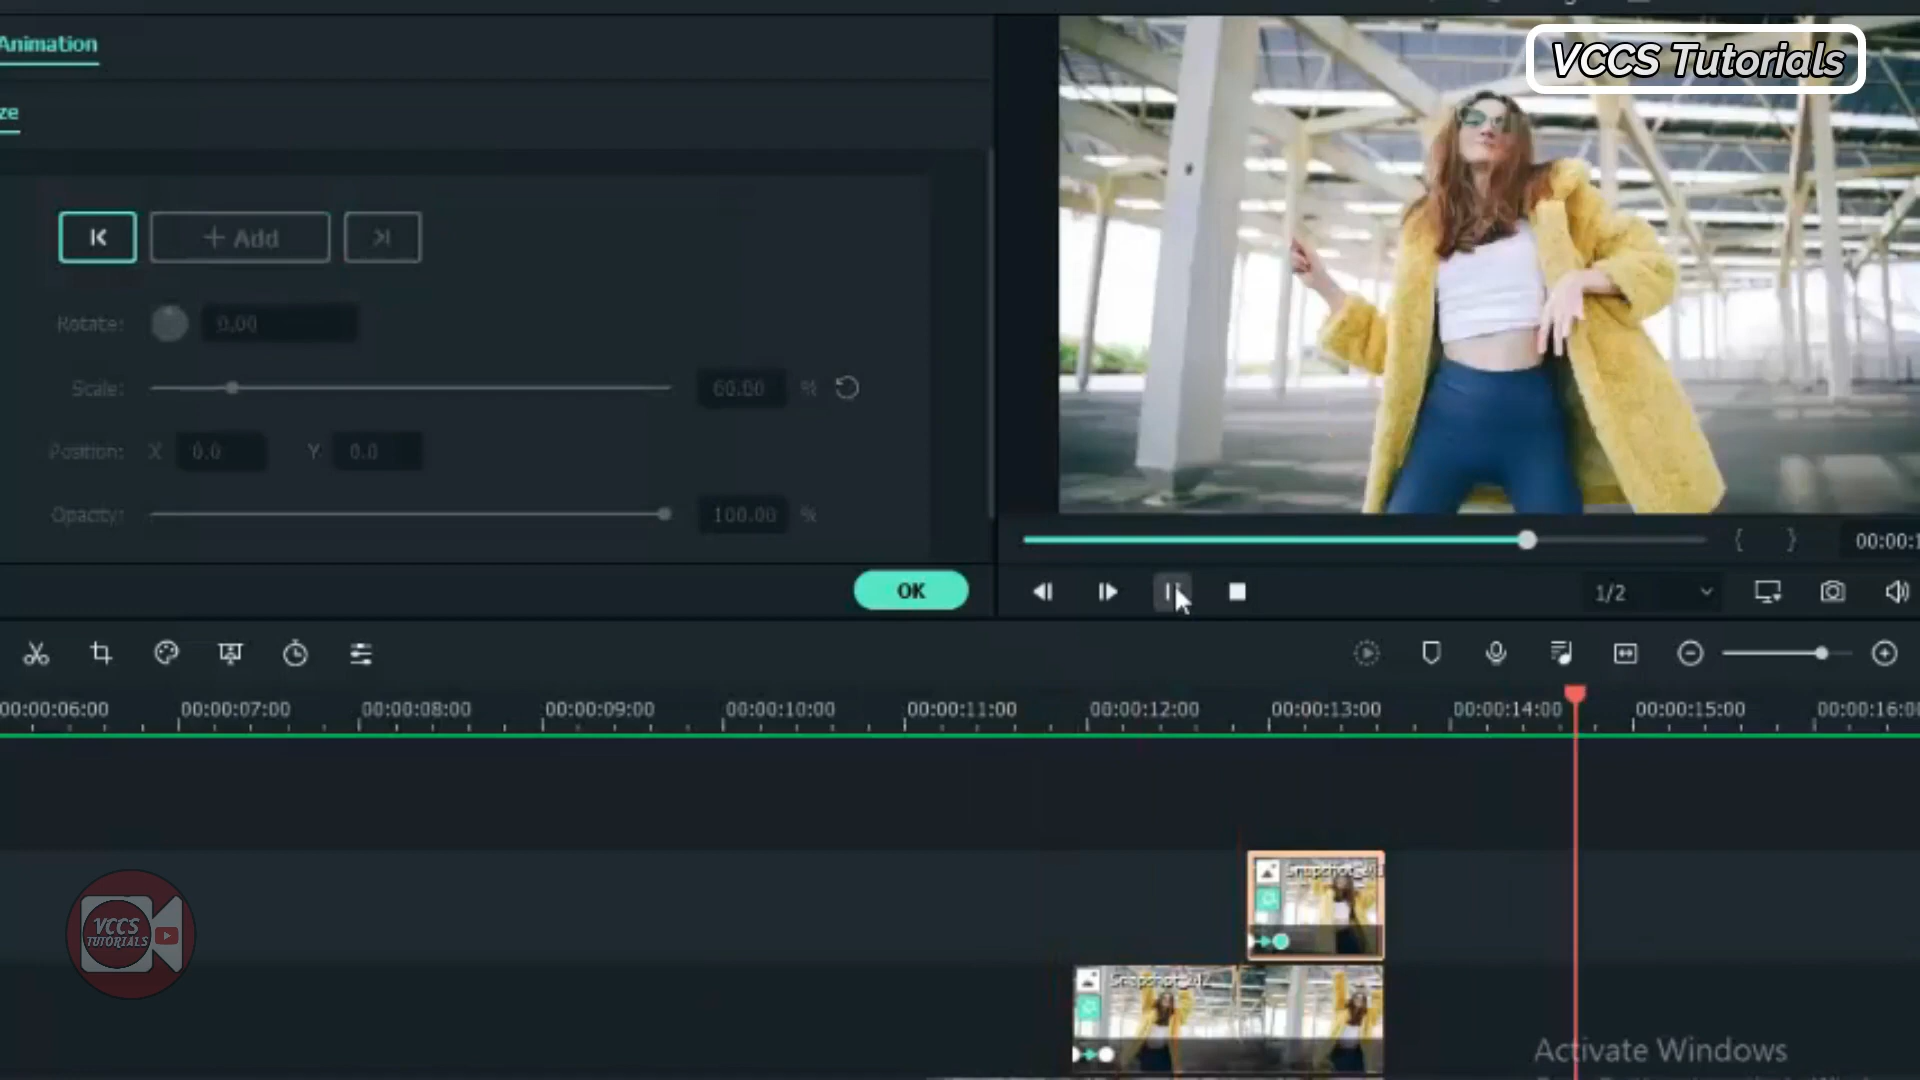 Animation
VCCS Tutorials
ze
Add
Rotate: 0.00
Scale: 60.00 %
Position: X 0.0 Y 0.0
Opacity: 100.00 %
00:00:1
OK
1/2
00:00:06:00 00:00:07:00 00:00:08:00 00:00:09:00 00:00:10:00 00:00:11:00 00:00:12:00 00:00:13:00 00:00:14:00 00:00:15:00 00:00:16:00
VCCS
TUTORIALS
Activate Windows